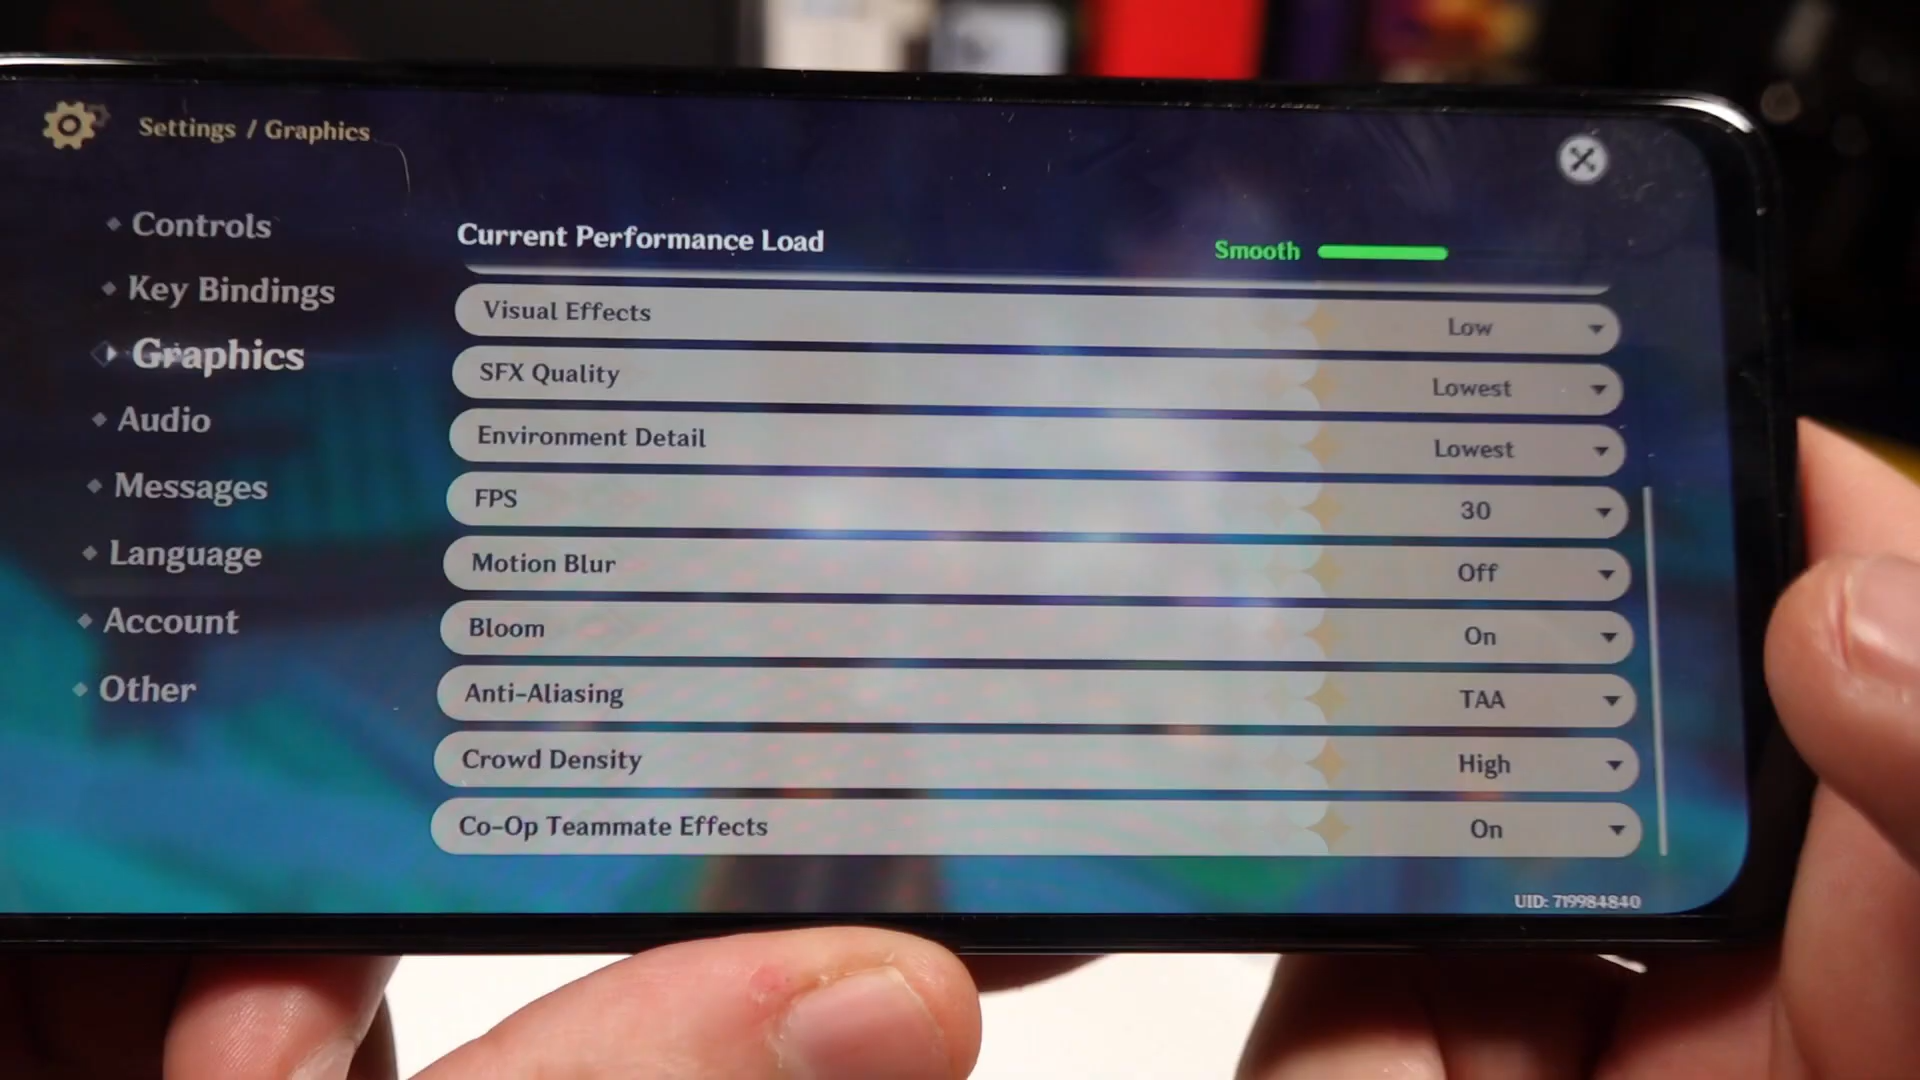 Settings / Graphics
Controls
Key Bindings
Graphics
Audio
Messages
Language
Account
Other
Current Performance Load
Smooth
Visual Effects Low
SFX Quality Lowest
Environment Detail Lowest
FPS 30
Motion Blur Off
Bloom On
Anti-Aliasing TAA
Crowd Density High
Co-Op Teammate Effects On
UID: 719984840